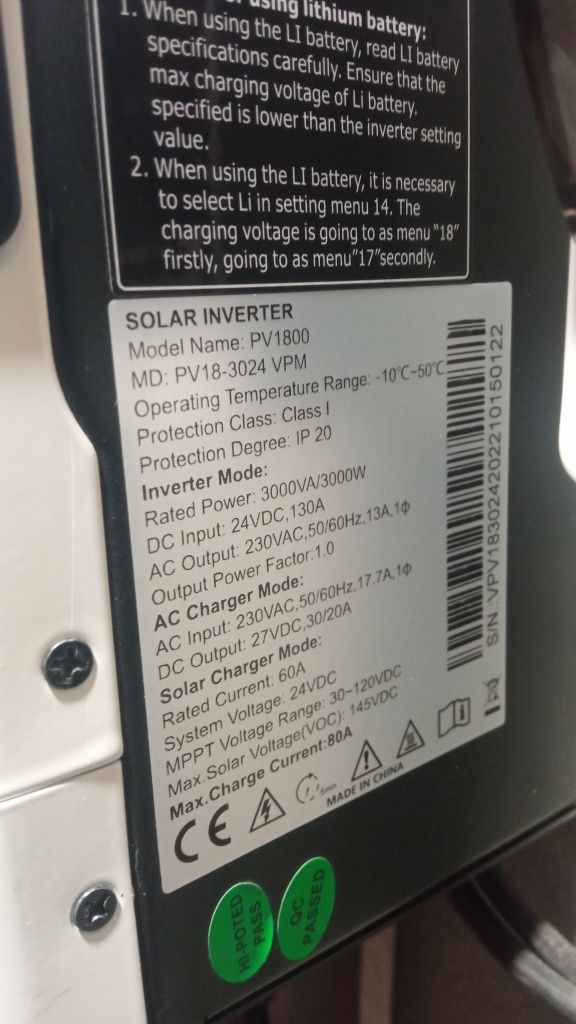 using lithium battery:
1. When using the LI battery, read LI battery
specifications carefully. Ensure that the
max charging voltage of Li battery,
specified is lower than the inverter setting
value.
2. When using the LI battery, it is necessary
to select Li in setting menu 14. The
charging voltage is going to as menu "18"
firstly, going to as menu"17"secondly.
SOLAR INVERTER
Model Name: PV1800
MD: PV18-3024 VPM
Operating Temperature Range: -10℃~50℃
Protection Class: Class I
Protection Degree: IP 20
Inverter Mode:
Rated Power: 3000VA/3000W
DC Input: 24VDC,130A
AC Output: 230VAC,50/60Hz,13A,1ф
Output Power Factor:1.0
AC Charger Mode:
AC Input: 230VAC,50/60Hz,17.7A,1ф
DC Output: 27VDC,30/20A
Solar Charger Mode:
Rated Current: 60A
System Voltage: 24VDC
MPPT Voltage Range: 30~120VDC
Max.Solar Voltage(VOC): 145VDC
Max.Charge Current:80A
CE
5min
MADE IN CHINA
S/N.:VPV183024202210150122
HI-POTED
PASS
QC
PASSED